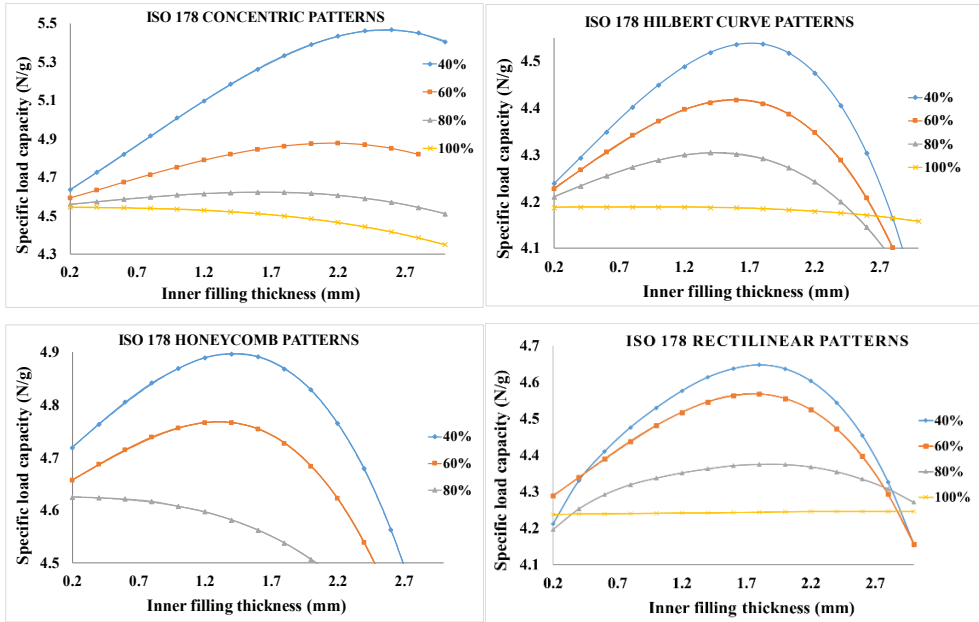 ISO 178 CONCENTRIC PATTERNS
Specific load capacity (N/g)
5.5
5.1
4.7
4.5
4.3
0.2 0.7 1.2 1.7 2.2 2.7
Inner filling thickness (mm)
40%
60%
80%
100%
ISO 178 HILBERT CURVE PATTERNS
Specific load capacity (N/g)
4.5
4.4
4.3
4.2
4.1
0.2 0.7 1.2 1.7 2.2 2.7
Inner filling thickness (mm)
40%
60%
80%
100%
ISO 178 HONEYCOMB PATTERNS
Specific load capacity (N/g)
4.9
4.8
4.7
4.6
4.5
0.2 0.7 1.2 1.7 2.2 2.7
Inner filling thickness (mm)
40%
60%
80%
ISO 178 RECTILINEAR PATTERNS
Specific load capacity (N/g)
4.7
4.6
4.5
4.4
4.3
4.2
4.1
0.2 0.7 1.2 1.7 2.2 2.7
Inner filling thickness (mm)
40%
60%
80%
100%